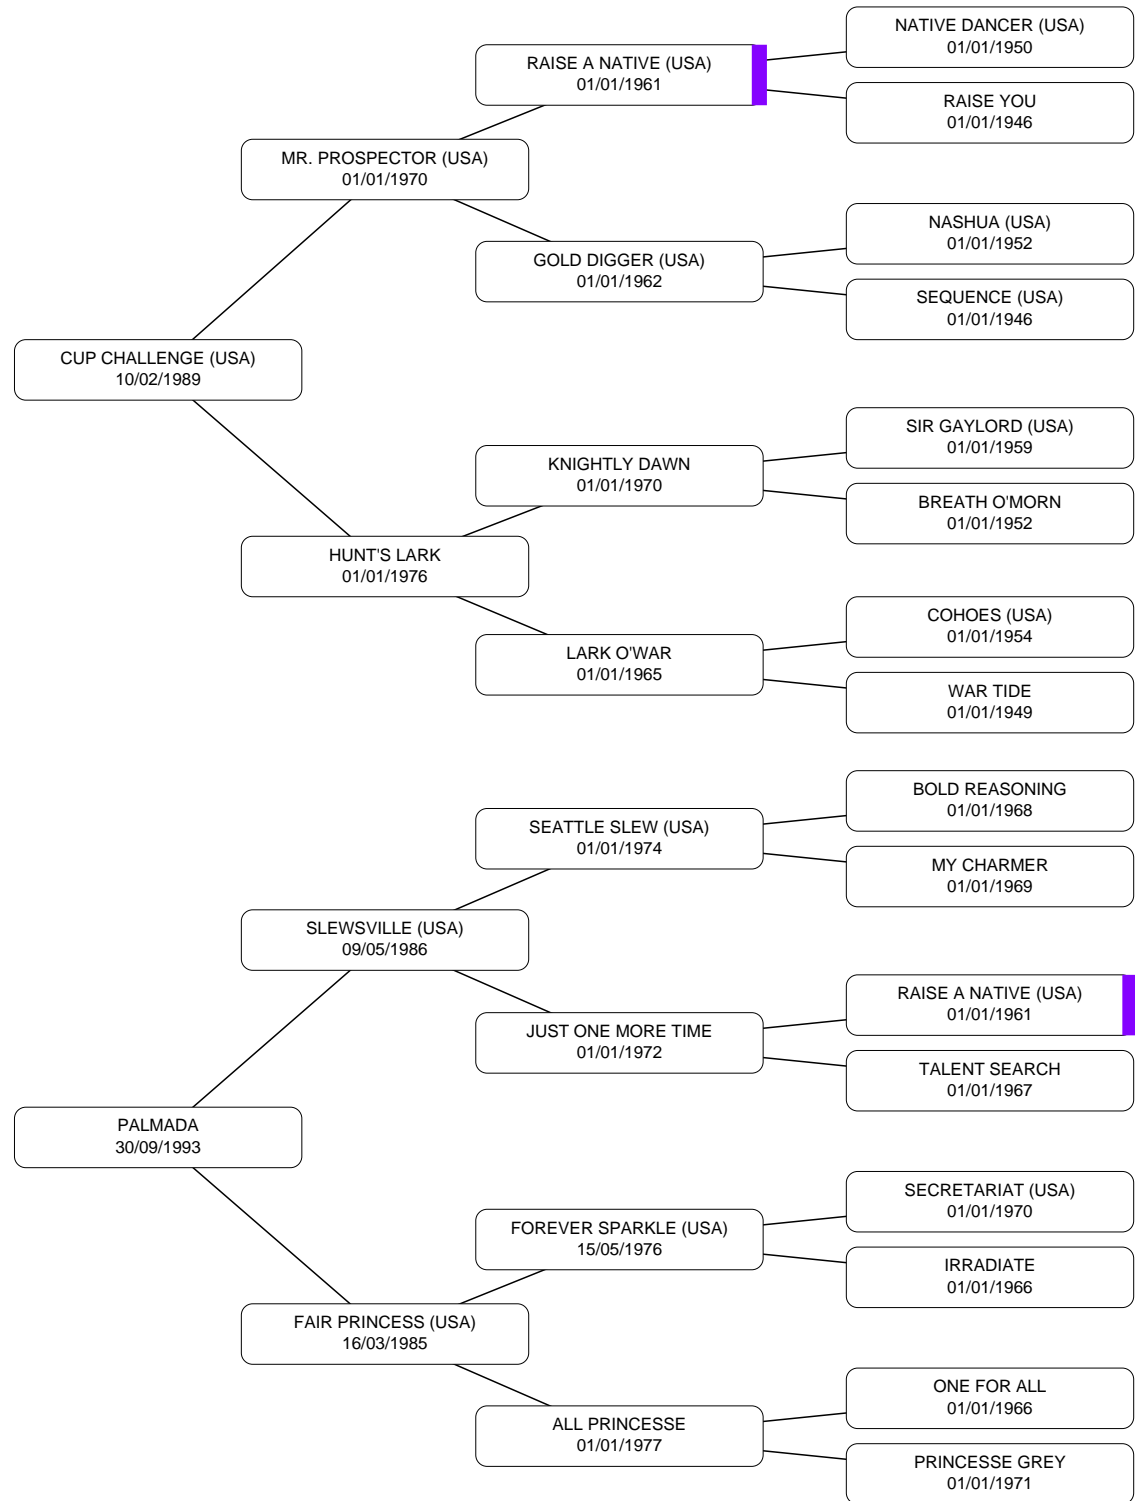 NATIVE DANCER (USA)
01/01/1950
RAISE A NATIVE (USA)
01/01/1961
RAISE YOU
01/01/1946
MR. PROSPECTOR (USA)
01/01/1970
NASHUA (USA)
01/01/1952
GOLD DIGGER (USA)
01/01/1962
SEQUENCE (USA)
01/01/1946
CUP CHALLENGE (USA)
10/02/1989
SIR GAYLORD (USA)
01/01/1959
KNIGHTLY DAWN
01/01/1970
BREATH O'MORN
01/01/1952
HUNT'S LARK
01/01/1976
COHOES (USA)
01/01/1954
LARK O'WAR
01/01/1965
WAR TIDE
01/01/1949
BOLD REASONING
01/01/1968
SEATTLE SLEW (USA)
01/01/1974
MY CHARMER
01/01/1969
SLEWSVILLE (USA)
09/05/1986
RAISE A NATIVE (USA)
01/01/1961
JUST ONE MORE TIME
01/01/1972
TALENT SEARCH
01/01/1967
PALMADA
30/09/1993
SECRETARIAT (USA)
01/01/1970
FOREVER SPARKLE (USA)
15/05/1976
IRRADIATE
01/01/1966
FAIR PRINCESS (USA)
16/03/1985
ONE FOR ALL
01/01/1966
ALL PRINCESSE
01/01/1977
PRINCESSE GREY
01/01/1971